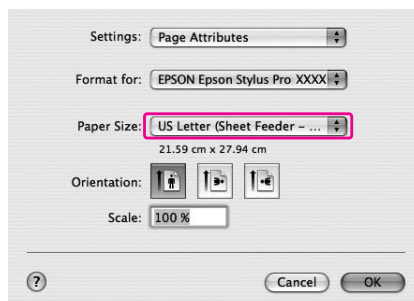 Settings: Page Attributes
Format for: EPSON Epson Stylus Pro XXXX
Paper Size: US Letter (Sheet Feeder – ...
21.59 cm x 27.94 cm
Orientation:
Scale: 100 %
? Cancel OK